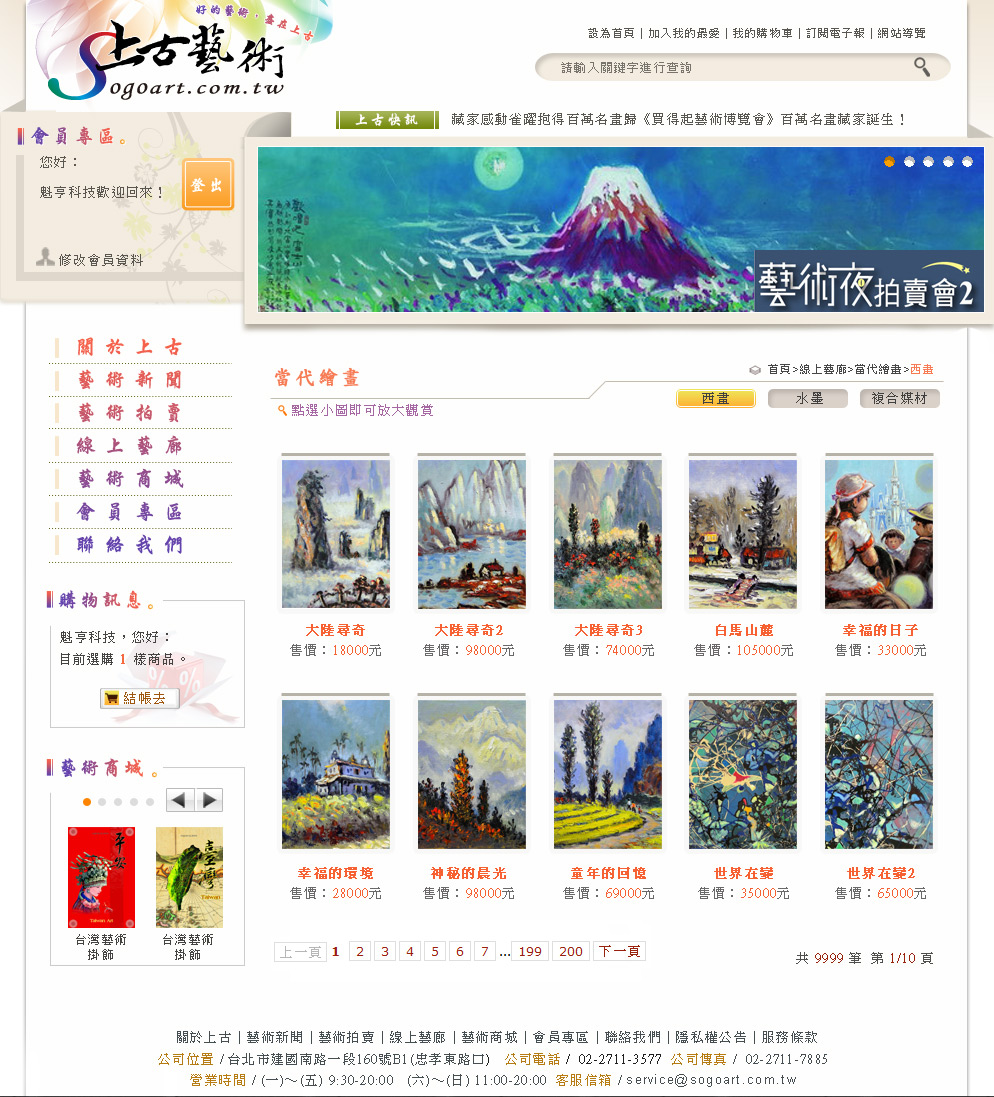 好的藝術，盡在上古
上古藝術
Sogoart.com.tw
設為首頁 | 加入我的最愛 | 我的購物車 | 訂閱電子報 | 網站導覽
請輸入關鍵字進行查詢
上古快訊 藏家感動雀躍抱得百萬名畫歸《買得起藝術博覽會》百萬名畫藏家誕生！
會員專區。
您好：
魁亨科技歡迎回來！
登出
修改會員資料
藝術夜拍賣會2
關於上古
藝術新聞
藝術拍賣
線上藝廊
藝術商城
會員專區
聯絡我們
購物訊息。
魁亨科技，您好：
目前選購 1 樣商品。
結帳去
藝術商城。
平安
Taiwan Art
台灣藝術
掛飾
Taiwan
台灣藝術
掛飾
當代繪畫
首頁>線上藝廊>當代繪畫>西畫
點選小圖即可放大觀賞
西畫 水墨 複合媒材
大陸尋奇 大陸尋奇2 大陸尋奇3 白馬山麓 幸福的日子
售價：18000元 售價：98000元 售價：74000元 售價：105000元 售價：33000元
幸福的環境 神秘的晨光 童年的回憶 世界在變 世界在變2
售價：28000元 售價：98000元 售價：69000元 售價：35000元 售價：65000元
上一頁 1 2 3 4 5 6 7 ... 199 200 下一頁
共 9999 筆 第 1/10 頁
關於上古 | 藝術新聞 | 藝術拍賣 | 線上藝廊 | 藝術商城 | 會員專區 | 聯絡我們 | 隱私權公告 | 服務條款
公司位置 / 台北市建國南路一段160號B1(忠孝東路口) 公司電話 / 02-2711-3577 公司傳真 / 02-2711-7885
營業時間 / (一)～(五) 9:30-20:00 (六)～(日) 11:00-20:00 客服信箱 / service@sogoart.com.tw